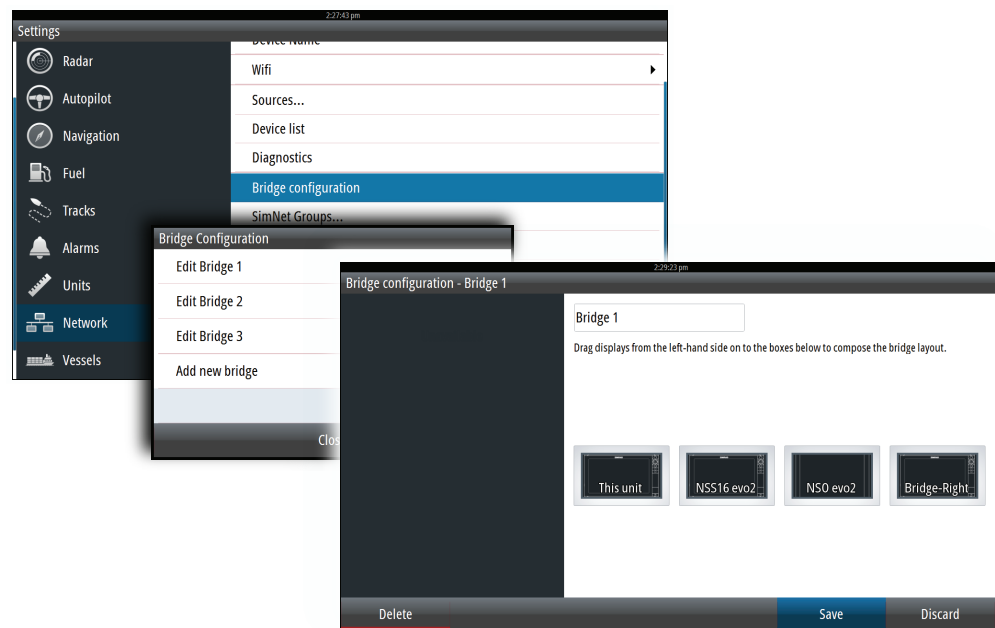 2:27:43 pm
Settings
Radar
Autopilot
Navigation
Fuel
Tracks
Alarms
Units
Network
Vessels
Device Name
Wifi
Sources...
Device list
Diagnostics
Bridge configuration
SimNet Groups...
Bridge Configuration
Edit Bridge 1
Edit Bridge 2
Edit Bridge 3
Add new bridge
Clos
2:29:23 pm
Bridge configuration - Bridge 1
Bridge 1
Drag displays from the left-hand side on to the boxes below to compose the bridge layout.
This unit
NSS16 evo2
NSO evo2
Bridge-Right
Delete
Save
Discard